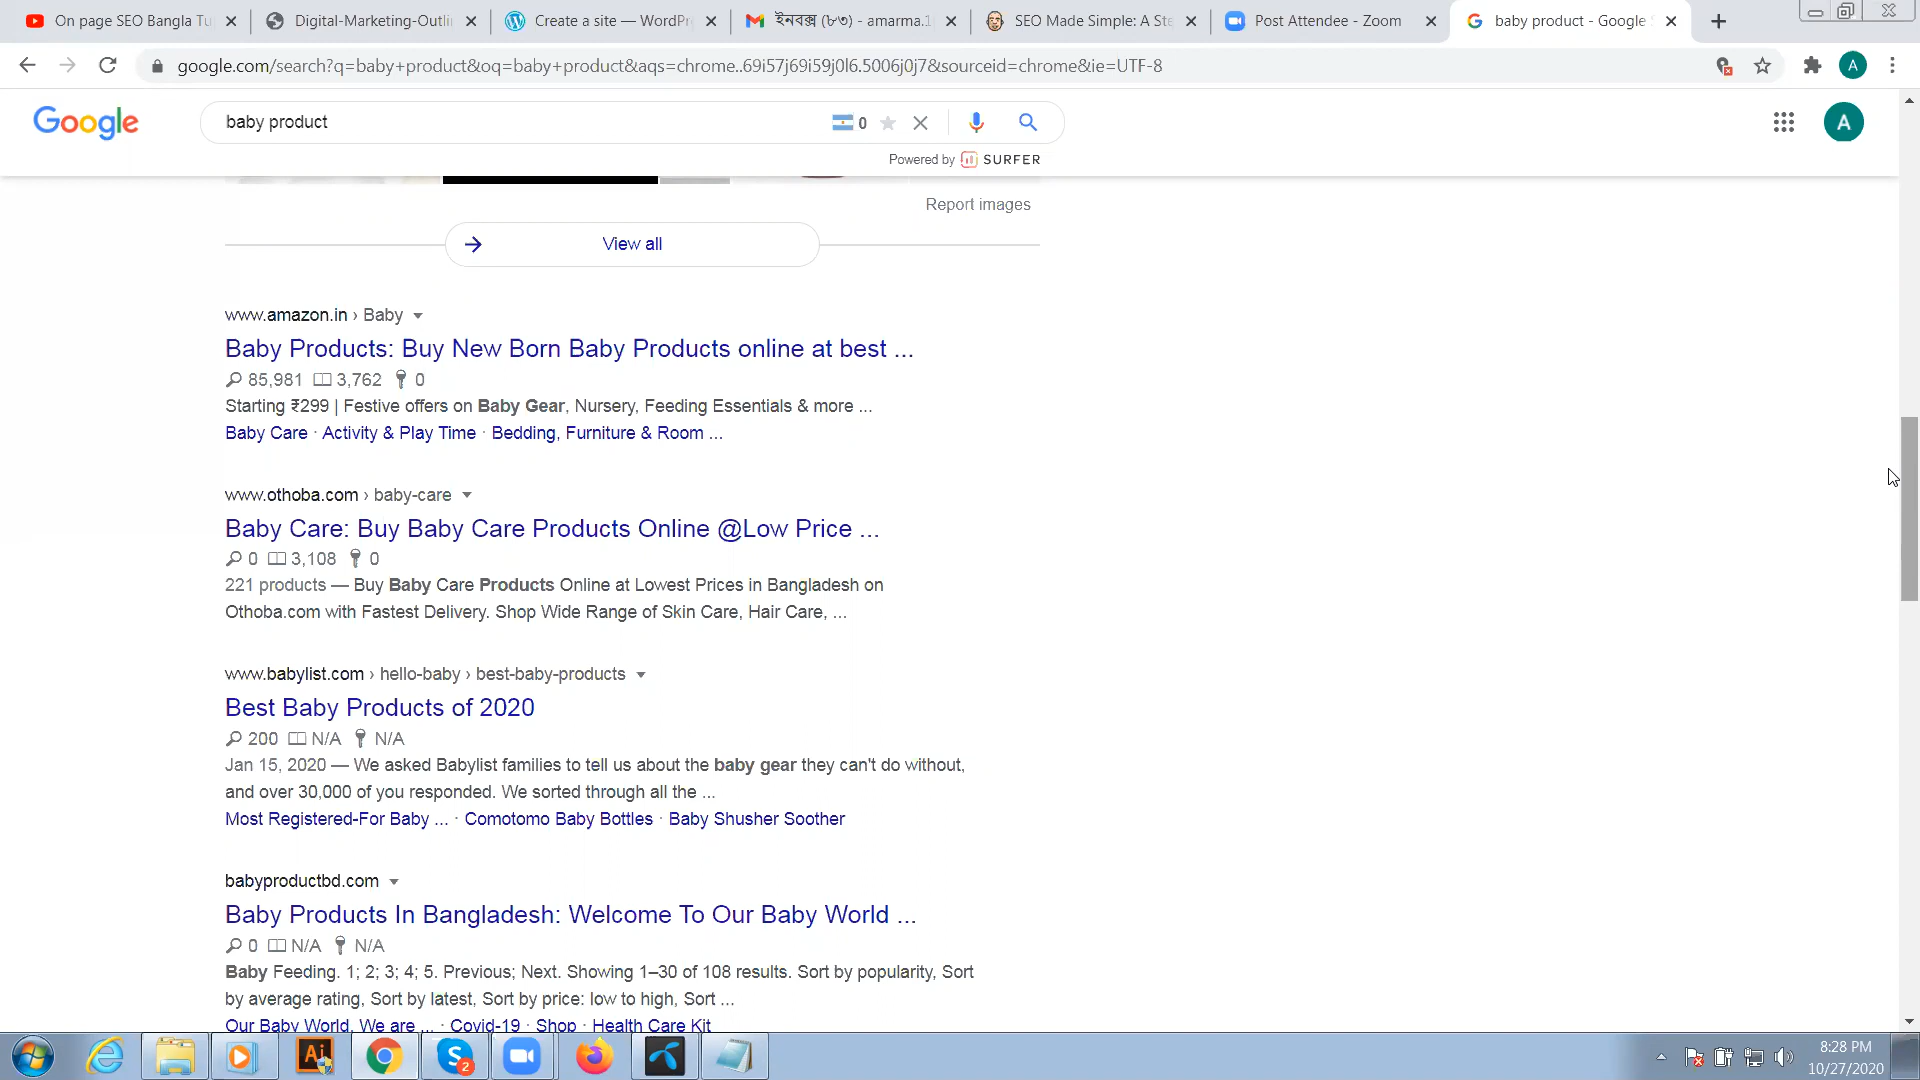 On page SEO Bangla Tu
Digital-Marketing-Outli
Create a site — WordPr
ইনবক্স (৮৩) - amarma.1
SEO Made Simple: A Ste
Post Attendee - Zoom
baby product - Google S
google.com/search?q=baby+product&oq=baby+product&aqs=chrome..69i57j69i59j0l6.5006j0j7&sourceid=chrome&ie=UTF-8
A
Google
baby product
0
A
Powered by SURFER
Report images
View all
www.amazon.in › Baby
Baby Products: Buy New Born Baby Products online at best ...
85,981 3,762 0
Starting ₹299 | Festive offers on Baby Gear, Nursery, Feeding Essentials & more ...
Baby Care · Activity & Play Time · Bedding, Furniture & Room ...
www.othoba.com › baby-care
Baby Care: Buy Baby Care Products Online @Low Price ...
0 3,108 0
221 products — Buy Baby Care Products Online at Lowest Prices in Bangladesh on
Othoba.com with Fastest Delivery. Shop Wide Range of Skin Care, Hair Care, ...
www.babylist.com › hello-baby › best-baby-products
Best Baby Products of 2020
200 N/A N/A
Jan 15, 2020 — We asked Babylist families to tell us about the baby gear they can't do without,
and over 30,000 of you responded. We sorted through all the ...
Most Registered-For Baby ... · Comotomo Baby Bottles · Baby Shusher Soother
babyproductbd.com
Baby Products In Bangladesh: Welcome To Our Baby World ...
0 N/A N/A
Baby Feeding. 1; 2; 3; 4; 5. Previous; Next. Showing 1–30 of 108 results. Sort by popularity, Sort
by average rating, Sort by latest, Sort by price: low to high, Sort ...
Our Baby World, We are ... · Covid-19 · Shop · Health Care Kit
Ai
S
2
8:28 PM
10/27/2020